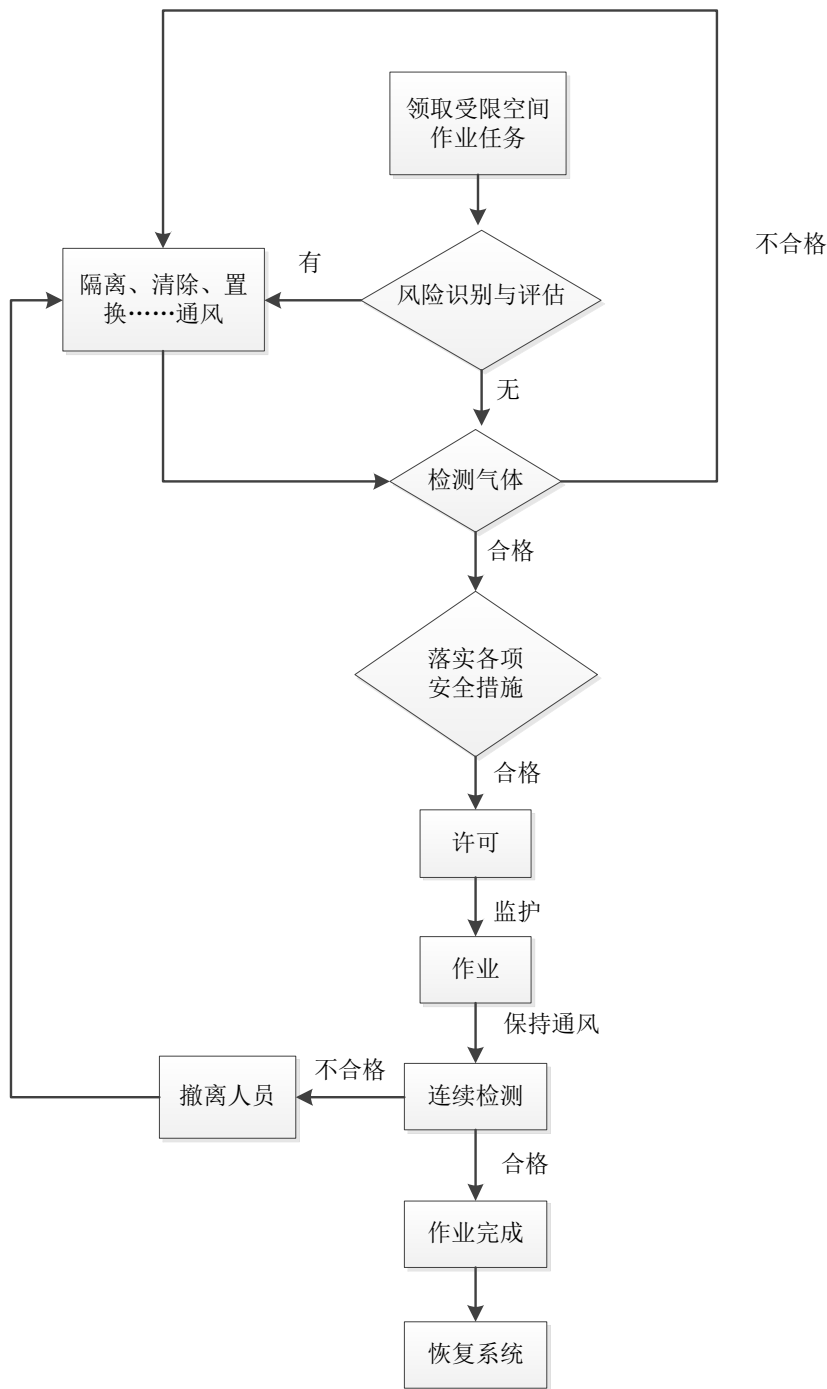 领取受限空间
作业任务
不合格
有
隔离、清除、置
换……通风
风险识别与评估
无
检测气体
合格
落实各项
安全措施
合格
许可
监护
作业
保持通风
不合格
撤离人员
连续检测
合格
作业完成
恢复系统